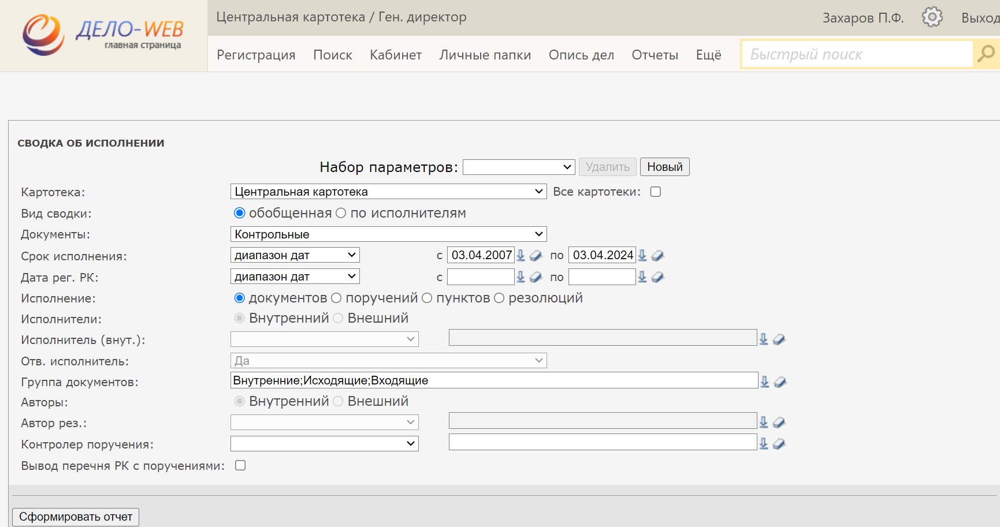 Центральная картотека / Ген. директор
Захаров П.Ф.
Выход
ДЕЛО-WEB
главная страница
Регистрация Поиск Кабинет Личные папки Опись дел Отчеты Ещё
Быстрый поиск
СВОДКА ОБ ИСПОЛНЕНИИ
Набор параметров: Удалить Новый
Картотека: Центральная картотека Все картотеки:
Вид сводки: обобщенная по исполнителям
Документы: Контрольные
Срок исполнения: диапазон дат с 03.04.2007 по 03.04.2024
Дата рег. РК: диапазон дат с по
Исполнение: документов поручений пунктов резолюций
Исполнители: Внутренний Внешний
Исполнитель (внут.):
Отв. исполнитель: Да
Группа документов: Внутренние;Исходящие;Входящие
Авторы: Внутренний Внешний
Автор рез.:
Контролер поручения:
Вывод перечня РК с поручениями:
Сформировать отчет